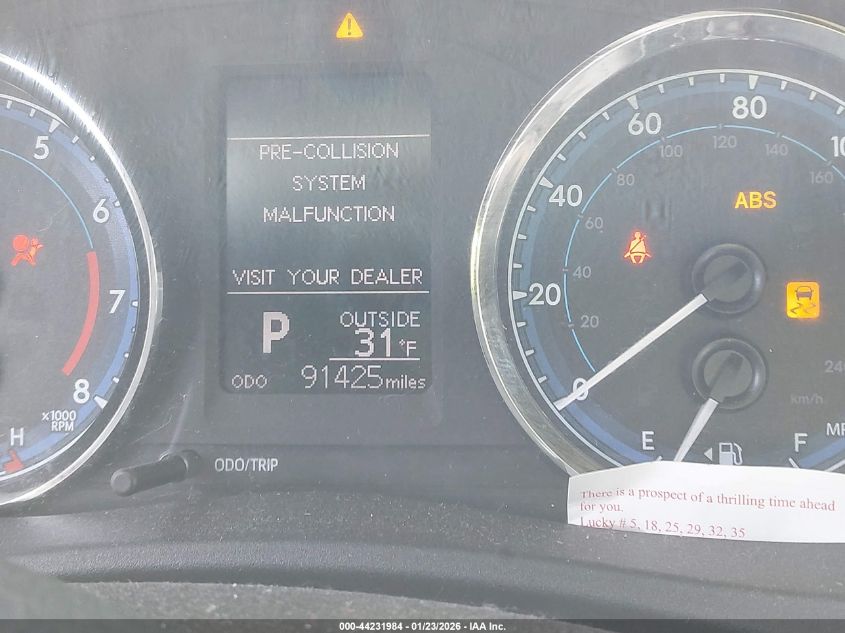 PRE-COLLISION
SYSTEM
MALFUNCTION
VISIT YOUR DEALER
P
OUTSIDE
31°F
ODO 91425 miles
ODO/TRIP
5
6
7
8
x1000
RPM
H
0
20
40
60
80
20
40
60
80
100
120
140
160
ABS
km/h
E
F
There is a prospect of a thrilling time ahead
for you.
Lucky # 5, 18, 25, 29, 32, 35
000-44231984 - 01/23/2026 - IAA Inc.